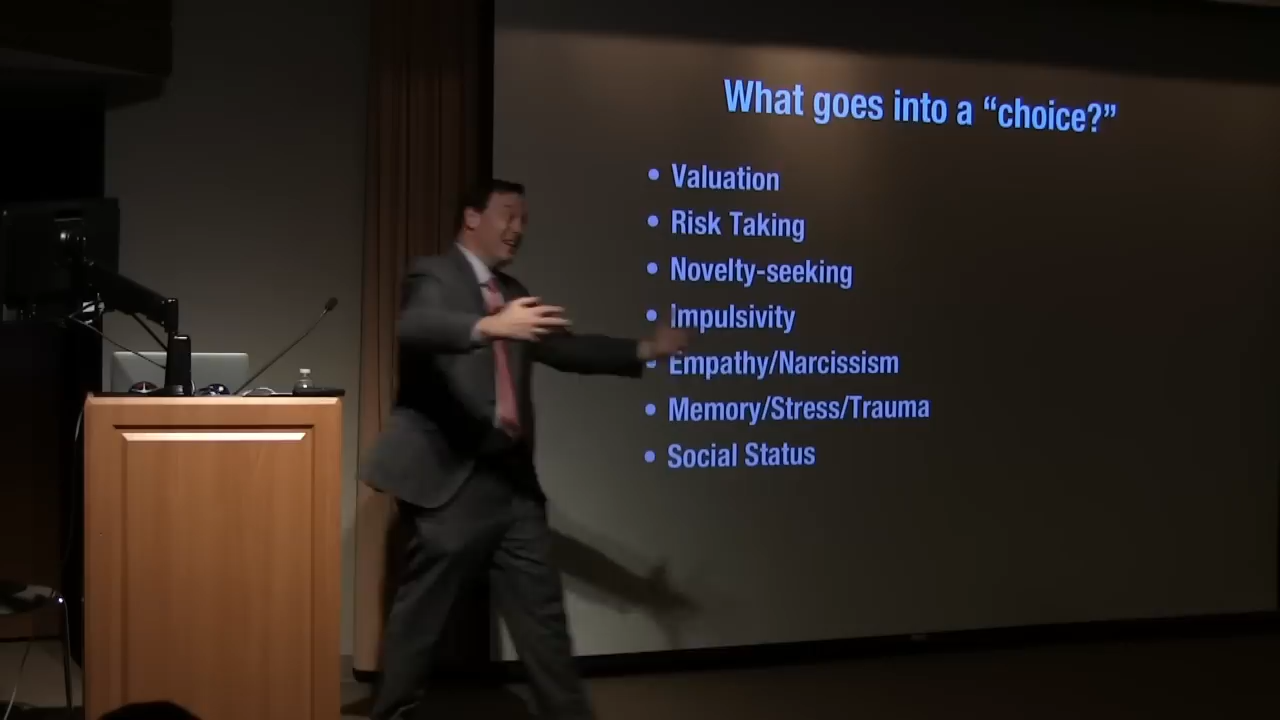 What goes into a “choice?”
• Valuation
• Risk Taking
• Novelty-seeking
• Impulsivity
• Empathy/Narcissism
• Memory/Stress/Trauma
• Social Status